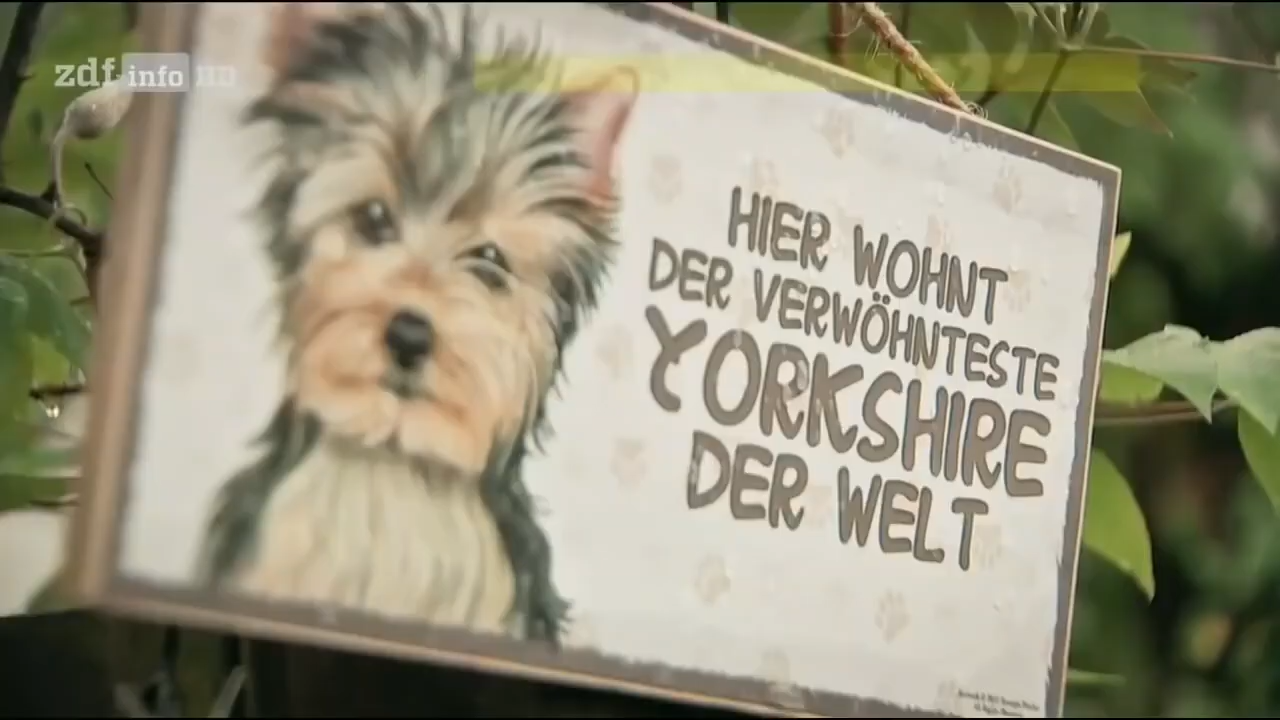 zdf info HD
HIER WOHNT
DER VERWÖHNTESTE
YORKSHIRE
DER WELT